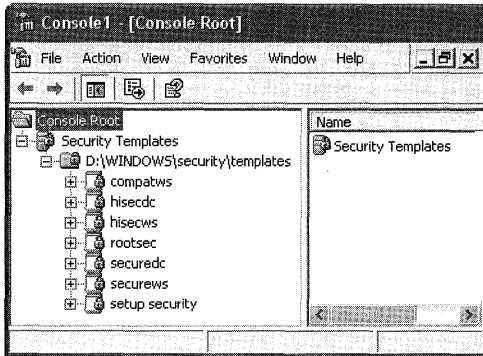 Console1 - [Console Root]
File Action View Favorites Window Help
Console Root
Security Templates
D:\WINDOWS\security\templates
compatws
hisecdc
hisecws
rootsec
securedc
securews
setup security
Name
Security Templates